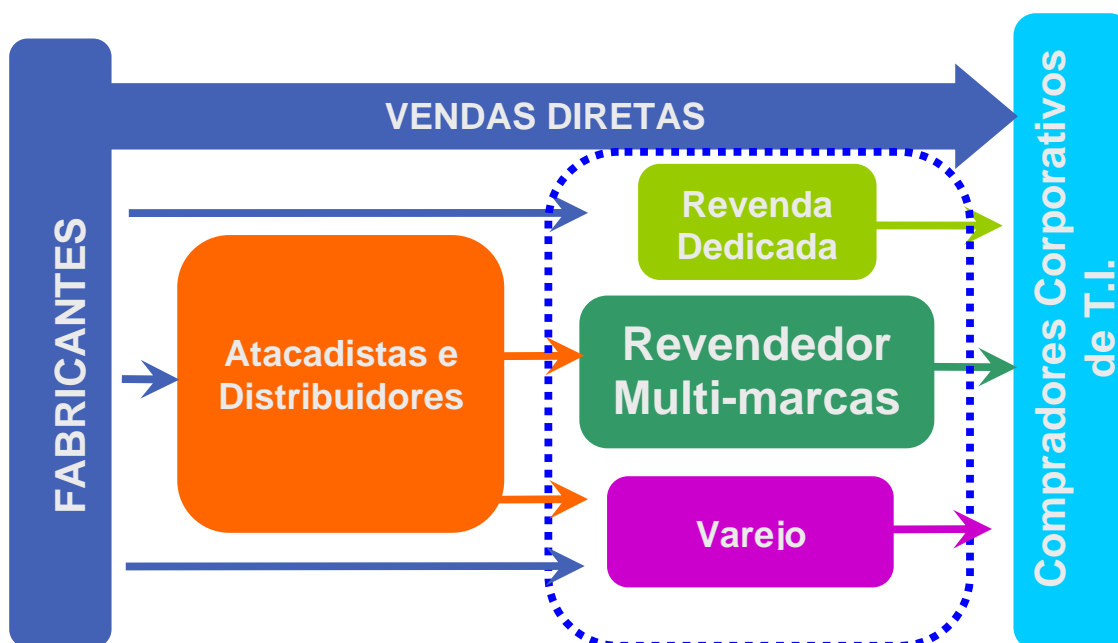 FABRICANTES
VENDAS DIRETAS
Revenda
Dedicada
Atacadistas e
Distribuidores
Revendedor
Multi-marcas
Varejo
Compradores Corporativos
de T.I.